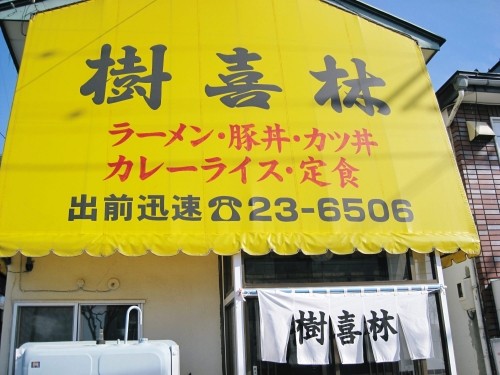 樹喜林
ラーメン・豚丼・カツ丼
カレーライス・定食
出前迅速☎23-6506
樹喜林